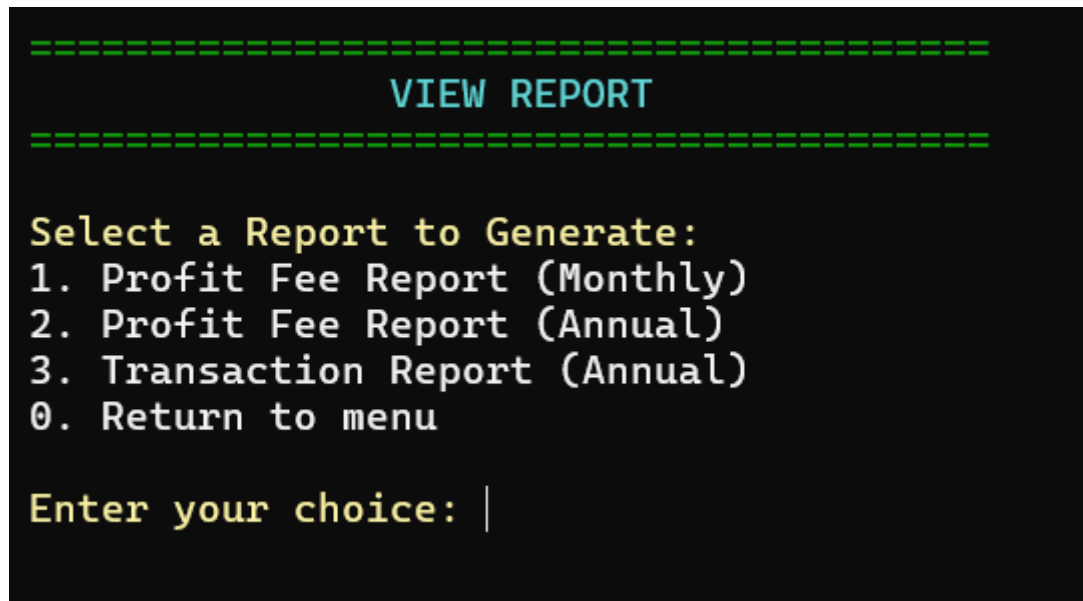 ========================================
VIEW REPORT
========================================
Select a Report to Generate:
1. Profit Fee Report (Monthly)
2. Profit Fee Report (Annual)
3. Transaction Report (Annual)
0. Return to menu
Enter your choice: